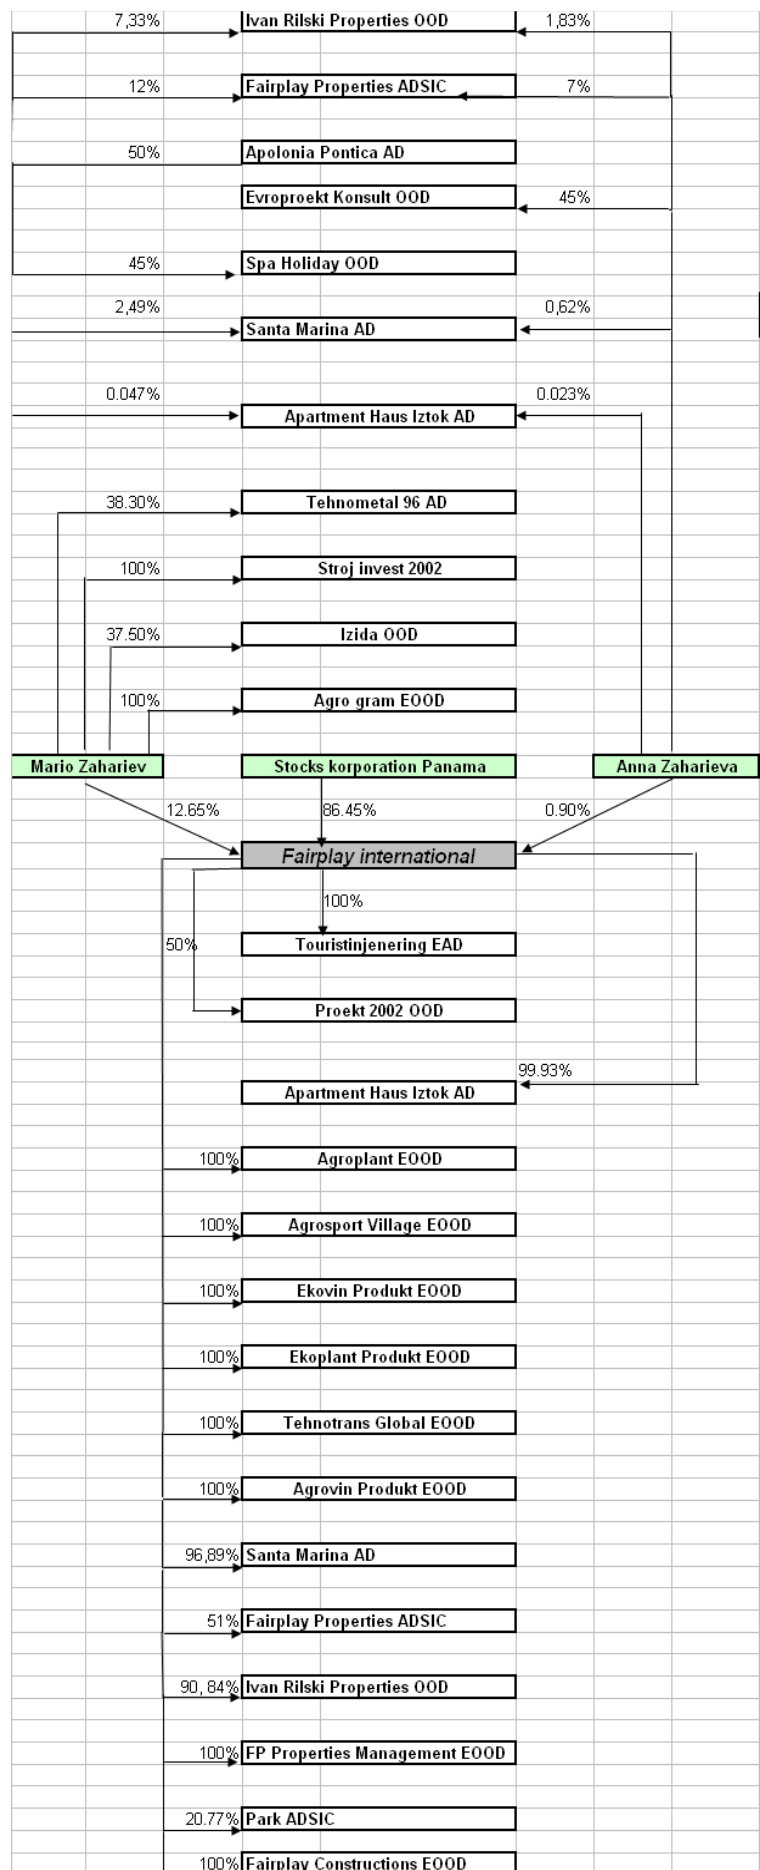 7,33% Ivan Rilski Properties OOD 1,83%
12% Fairplay Properties ADSIC 7%
50% Apolonia Pontica AD
Evroproekt Konsult OOD 45%
45% Spa Holiday OOD
2,49% 0,62%
Santa Marina AD
0.047% 0.023%
Apartment Haus Iztok AD
38.30% Tehnometal 96 AD
100% Stroj invest 2002
37.50% Izida OOD
100% Agro gram EOOD
Mario Zahariev Stocks korporation Panama Anna Zaharieva
12.65% 86.45% 0.90%
Fairplay international
100%
50% Touristinjenering EAD
Proekt 2002 OOD
99.93%
Apartment Haus Iztok AD
100% Agroplant EOOD
100% Agrosport Village EOOD
100% Ekovin Produkt EOOD
100% Ekoplant Produkt EOOD
100% Tehnotrans Global EOOD
100% Agrovin Produkt EOOD
96,89% Santa Marina AD
51% Fairplay Properties ADSIC
90, 84% Ivan Rilski Properties OOD
100% FP Properties Management EOOD
20.77% Park ADSIC
100% Fairplay Constructions EOOD